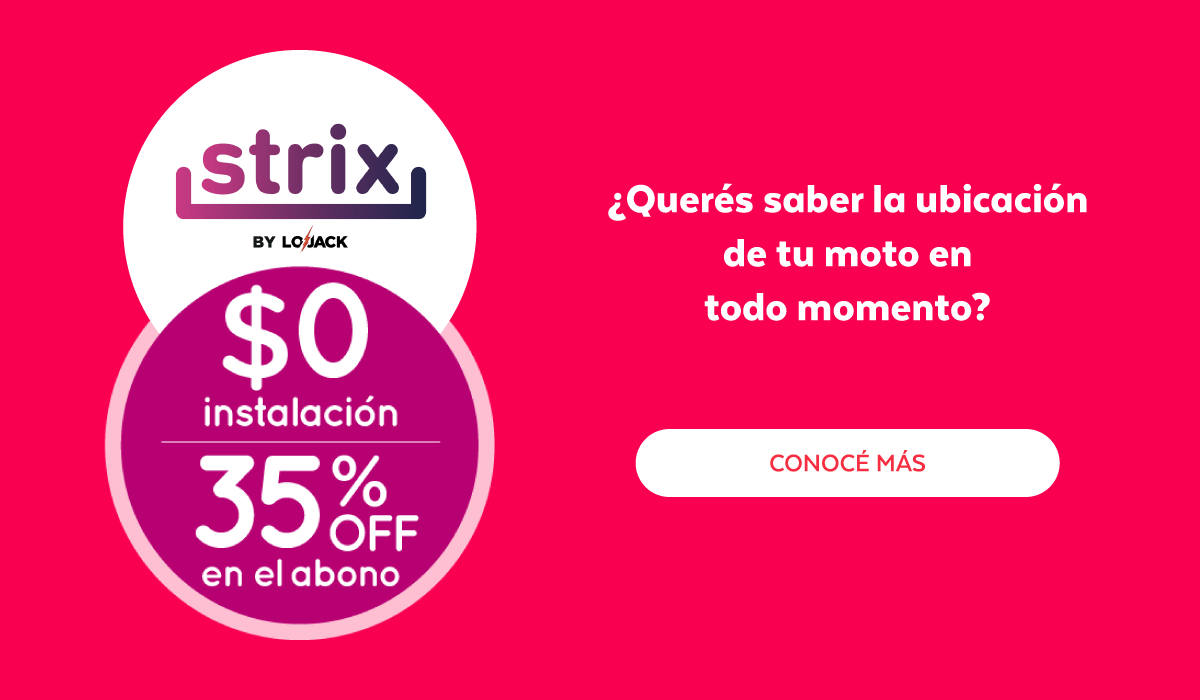 strix
BY LOJACK
$0
instalación
35% OFF
en el abono
¿Querés saber la ubicación
de tu moto en
todo momento?
CONOCÉ MÁS